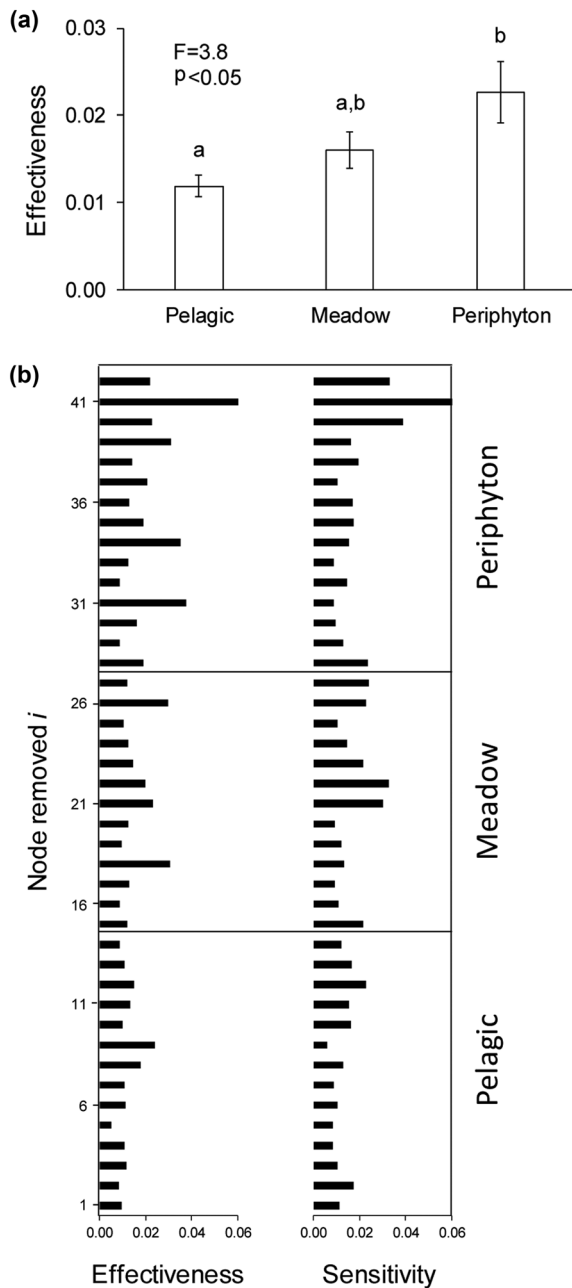 (a)
0.03
0.02
0.01
0.00
Effectiveness
F=3.8
p<0.05
a
a,b
b
Pelagic Meadow Periphyton
(b)
41
36
31
26
21
16
11
6
1
Node removed i
Periphyton
Meadow
Pelagic
0.00 0.02 0.04 0.06 0.00 0.02 0.04 0.06
Effectiveness Sensitivity